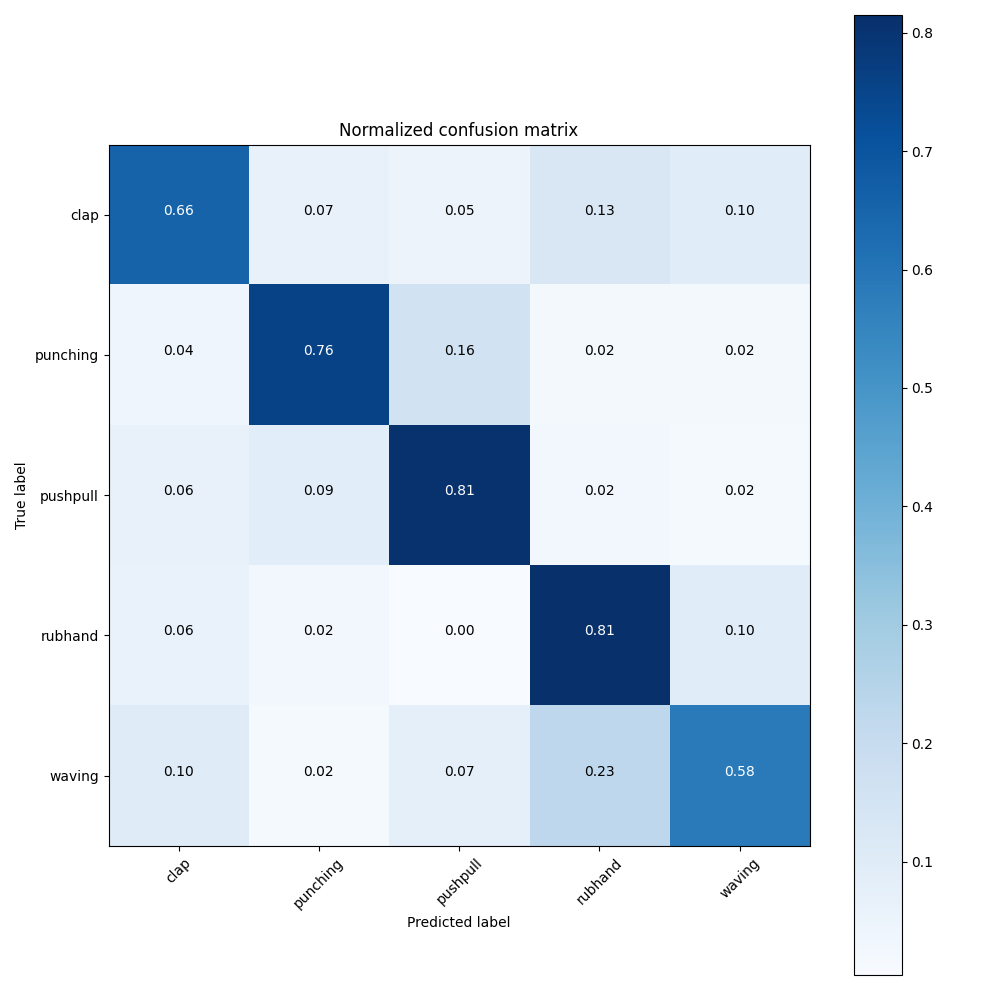 Normalized confusion matrix
True label
clap 0.66 0.07 0.05 0.13 0.10
punching 0.04 0.76 0.16 0.02 0.02
pushpull 0.06 0.09 0.81 0.02 0.02
rubhand 0.06 0.02 0.00 0.81 0.10
waving 0.10 0.02 0.07 0.23 0.58
clap punching pushpull rubhand waving
Predicted label
0.8
0.7
0.6
0.5
0.4
0.3
0.2
0.1